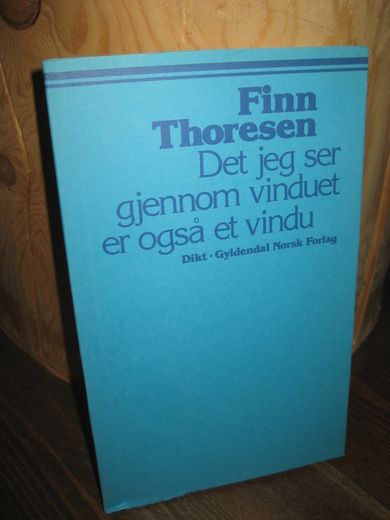 Finn
Thoresen
Det jeg ser
gjennom vinduet
er også et vindu
Dikt · Gyldendal Norsk Forlag